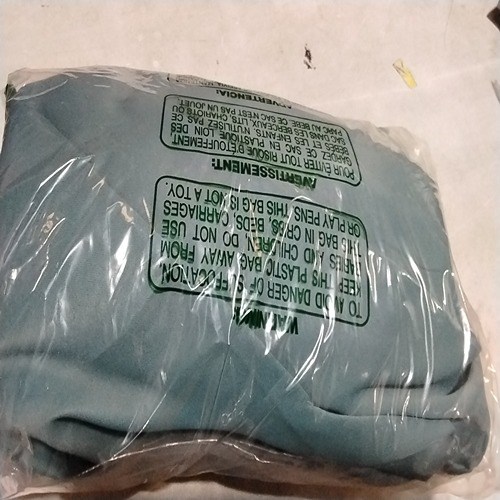 WARNING:
TO AVOID DANGER OF SUFFOCATION,
KEEP THIS PLASTIC BAG AWAY FROM
BABIES AND CHILDREN. DO NOT USE
THIS BAG IN CRIBS, BEDS, CARRIAGES
OR PLAY PENS. THIS BAG IS NOT A TOY.
AVERTISSEMENT:
POUR ÉVITER TOUT RISQUE D'ÉTOUFFEMENT,
GARDEZ CE SAC EN PLASTIQUE LOIN DES
BÉBÉS ET LES ENFANTS. N'UTILISEZ PAS CE
SAC DANS LES BERCEAUX, LITS, CHARIOTS OU
PARC AU BÉBÉ CE SAC N'EST PAS UN JOUET
ADVERTENCIA: